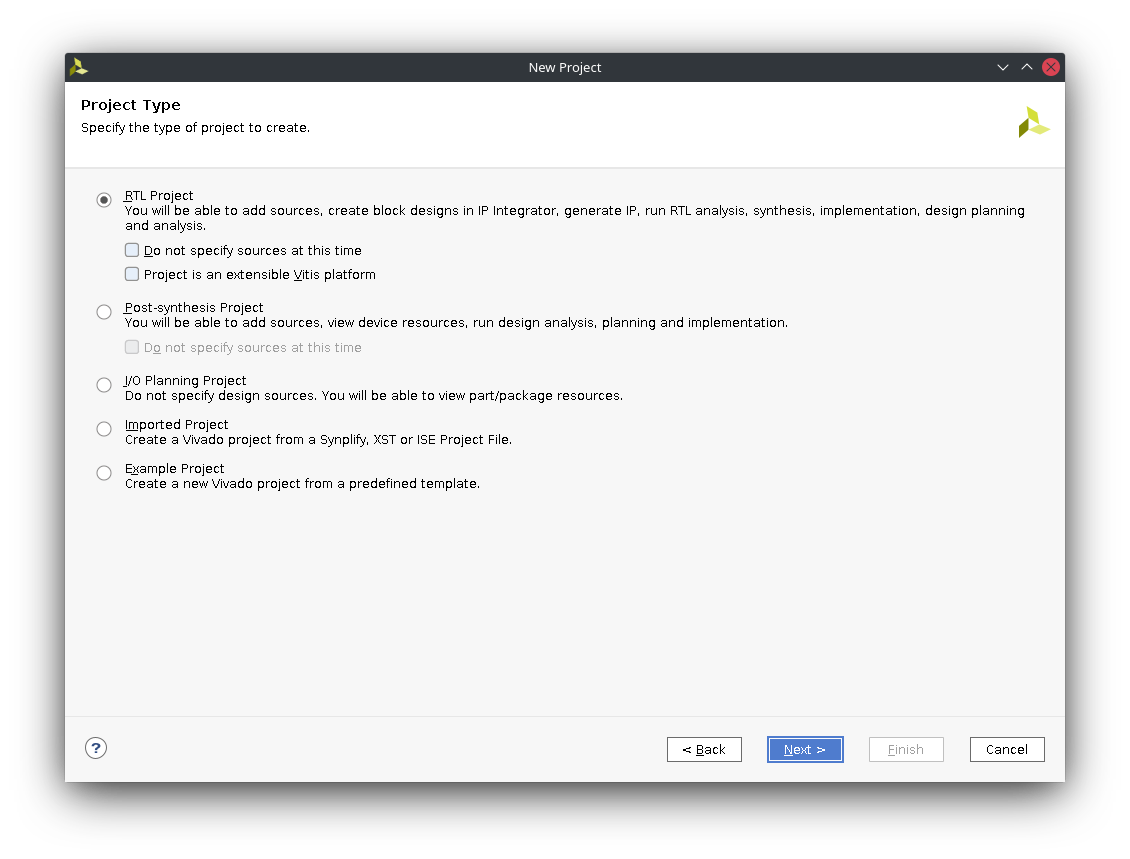 New Project
Project Type
Specify the type of project to create.
RTL Project
You will be able to add sources, create block designs in IP Integrator, generate IP, run RTL analysis, synthesis, implementation, design planning
and analysis.
Do not specify sources at this time
Project is an extensible Vitis platform
Post-synthesis Project
You will be able to add sources, view device resources, run design analysis, planning and implementation.
Do not specify sources at this time
I/O Planning Project
Do not specify design sources. You will be able to view part/package resources.
Imported Project
Create a Vivado project from a Synplify, XST or ISE Project File.
Example Project
Create a new Vivado project from a predefined template.
? < Back Next > Finish Cancel